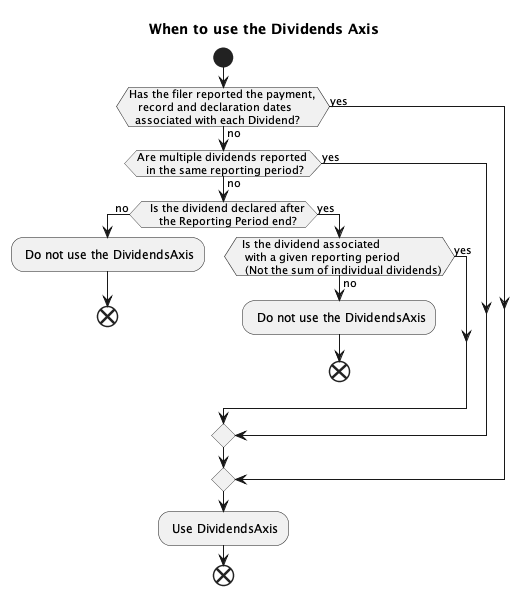 When to use the Dividends Axis
Has the filer reported the payment,
record and declaration dates
associated with each Dividend?
yes
no
Are multiple dividends reported
in the same reporting period?
yes
no
no
Is the dividend declared after
the Reporting Period end?
yes
Do not use the DividendsAxis
Is the dividend associated
with a given reporting period
(Not the sum of individual dividends)
yes
no
Do not use the DividendsAxis
Use DividendsAxis